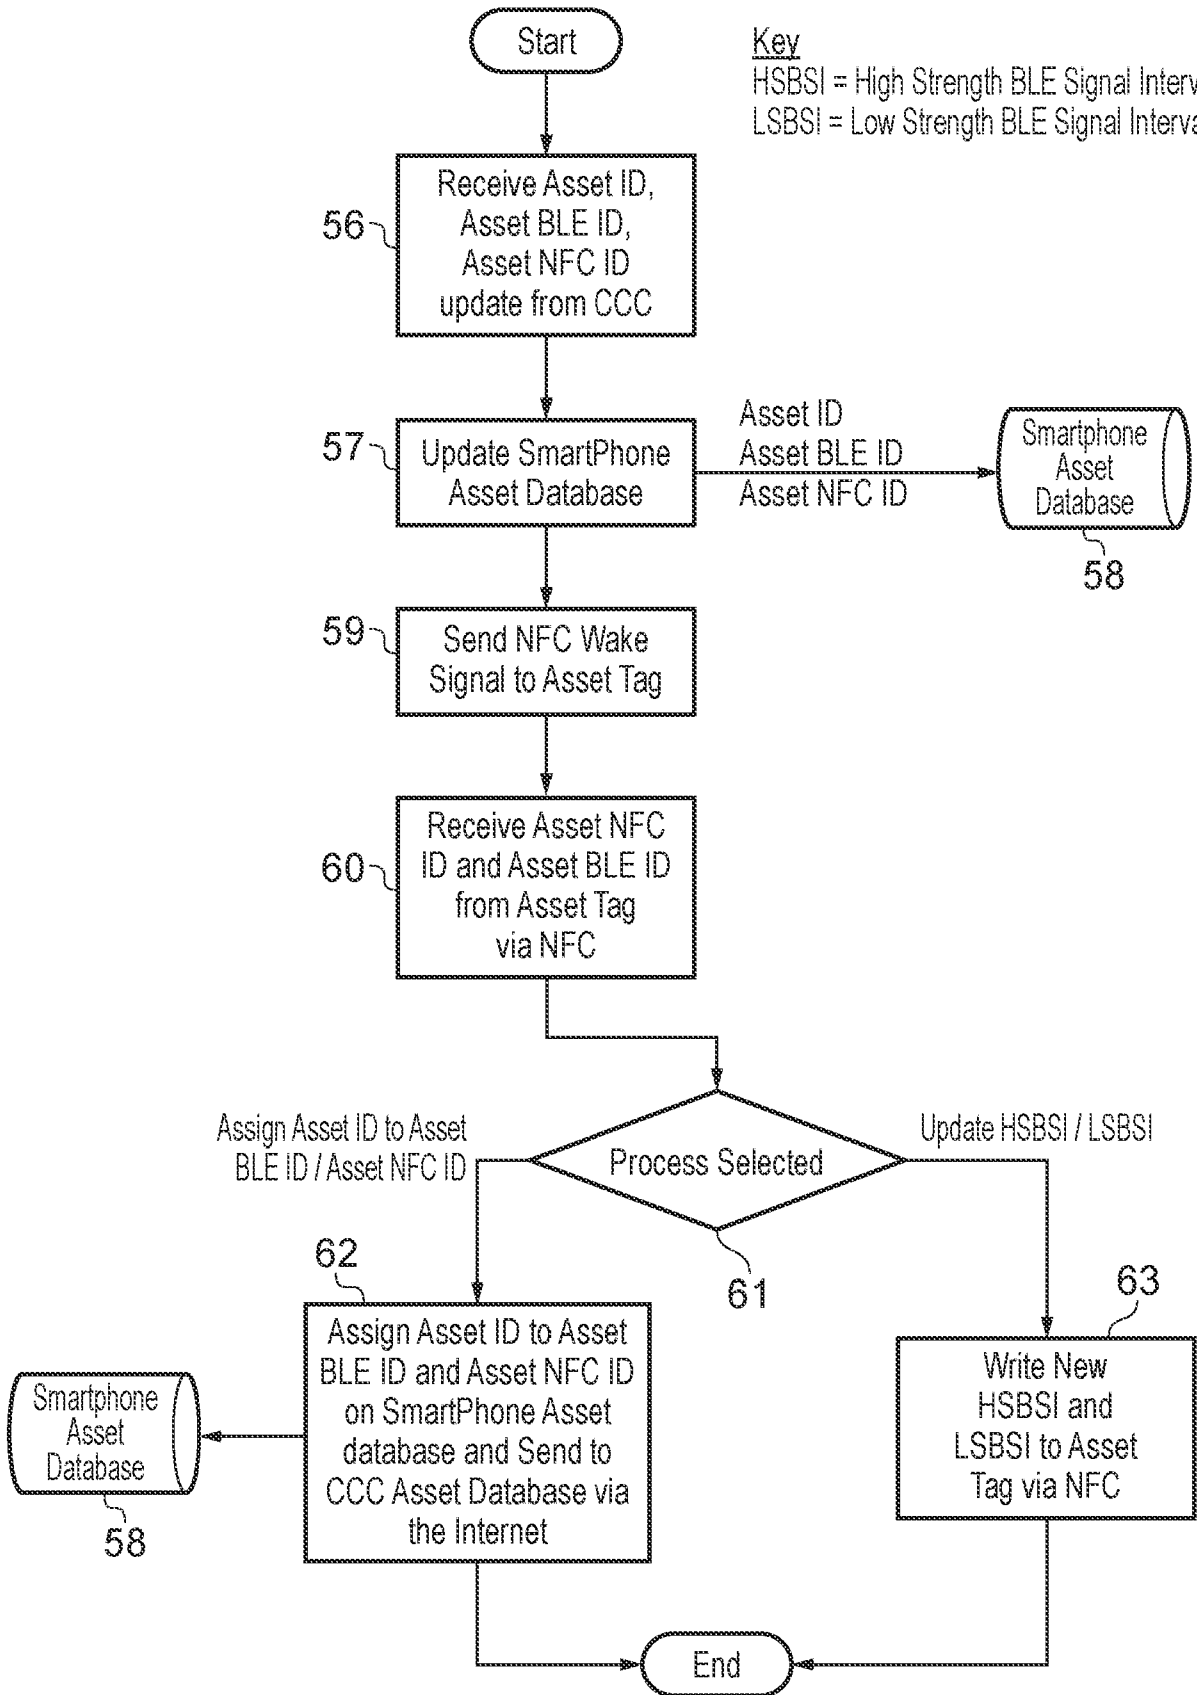 Start
Key
HSBSI = High Strength BLE Signal Interv
LSBSI = Low Strength BLE Signal Interva
56
Receive Asset ID,
Asset BLE ID,
Asset NFC ID
update from CCC
57
Update SmartPhone
Asset Database
Asset ID
Asset BLE ID
Asset NFC ID
Smartphone
Asset
Database
58
59
Send NFC Wake
Signal to Asset Tag
60
Receive Asset NFC
ID and Asset BLE ID
from Asset Tag
via NFC
Assign Asset ID to Asset
BLE ID / Asset NFC ID
Process Selected
Update HSBSI / LSBSI
61
62
Assign Asset ID to Asset
BLE ID and Asset NFC ID
on SmartPhone Asset
database and Send to
CCC Asset Database via
the Internet
63
Write New
HSBSI and
LSBSI to Asset
Tag via NFC
Smartphone
Asset
Database
58
End